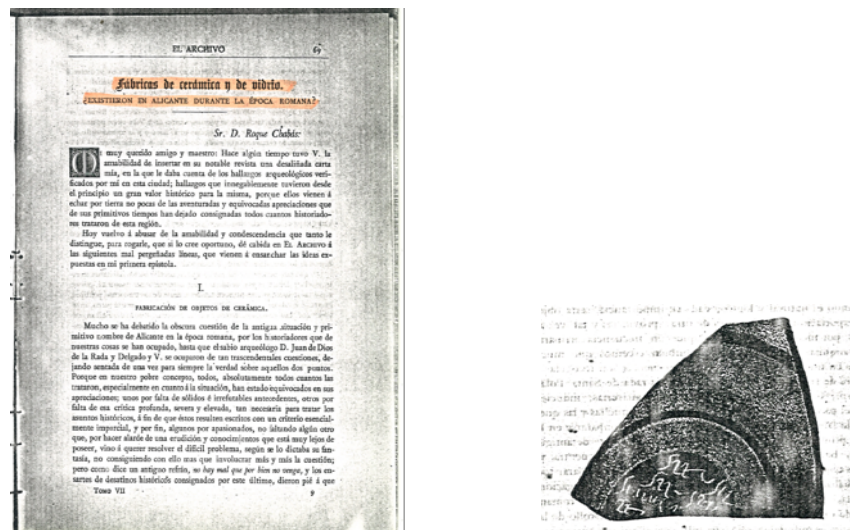 EL ARCHIVO 69
Fábricas de cerámica y de vidrio.
¿EXISTIERON EN ALICANTE DURANTE LA ÉPOCA ROMANA?
Sr. D. Roque Chabás:
muy querido amigo y maestro: Hace algún tiempo tuvo V. la
amabilidad de insertar en su notable revista una desaliñada carta
mía, en la que le daba cuenta de los hallazgos arqueológicos veri-
ficados por mí en esta ciudad; hallazgos que innegablemente tuvieron desde
el principio un gran valor histórico para la misma, porque ellos vienen á
echar por tierra no pocas de las aventuradas y equivocadas apreciaciones que
de sus primitivos tiempos han dejado consignadas todos cuantos historiado-
res trataron de esta región.
Hoy vuelvo á abusar de la amabilidad y condescendencia que tanto le
distingue, para rogarle, que si lo cree oportuno, dé cabida en EL ARCHIVO á
las siguientes mal pergeñadas líneas, que vienen á ensanchar las ideas ex-
puestas en mi primera epístola.
I.
FABRICACIÓN DE OBJETOS DE CERÁMICA.
Mucho se ha debatido la obscura cuestión de la antigua situación y pri-
mitivo nombre de Alicante en la época romana, por los historiadores que de
nuestras cosas se han ocupado, hasta que el sabio arqueólogo D. Juan de Dios
de la Rada y Delgado y V. se ocuparon de tan trascendentales cuestiones, de-
jando sentada de una vez para siempre la verdad sobre aquellos dos puntos.
Porque en nuestro pobre concepto, todos, absolutamente todos cuantos las
trataron, especialmente en cuanto á la situación, han estado equivocados en sus
apreciaciones; unos por falta de sólidos é irrefutables antecedentes, otros por
falta de esa crítica profunda, severa y elevada, tan necesaria para tratar los
asuntos históricos, á fin de que éstos resulten escritos con un criterio esencial-
mente imparcial, y por fin, algunos por apasionados, no faltando algún otro
que, por hacer alarde de una erudición y conocimientos que está muy lejos de
poseer, vino á querer resolver el difícil problema, según se lo dictaba su fan-
tasía, no consiguiendo con ello mas que involucrar más y más la cuestión;
pero como dice un antiguo refrán, no hay mal que por bien no venga, y los en-
sartes de desatinos históricos consignados por este último, dieron pié á que
TOMO VII 9